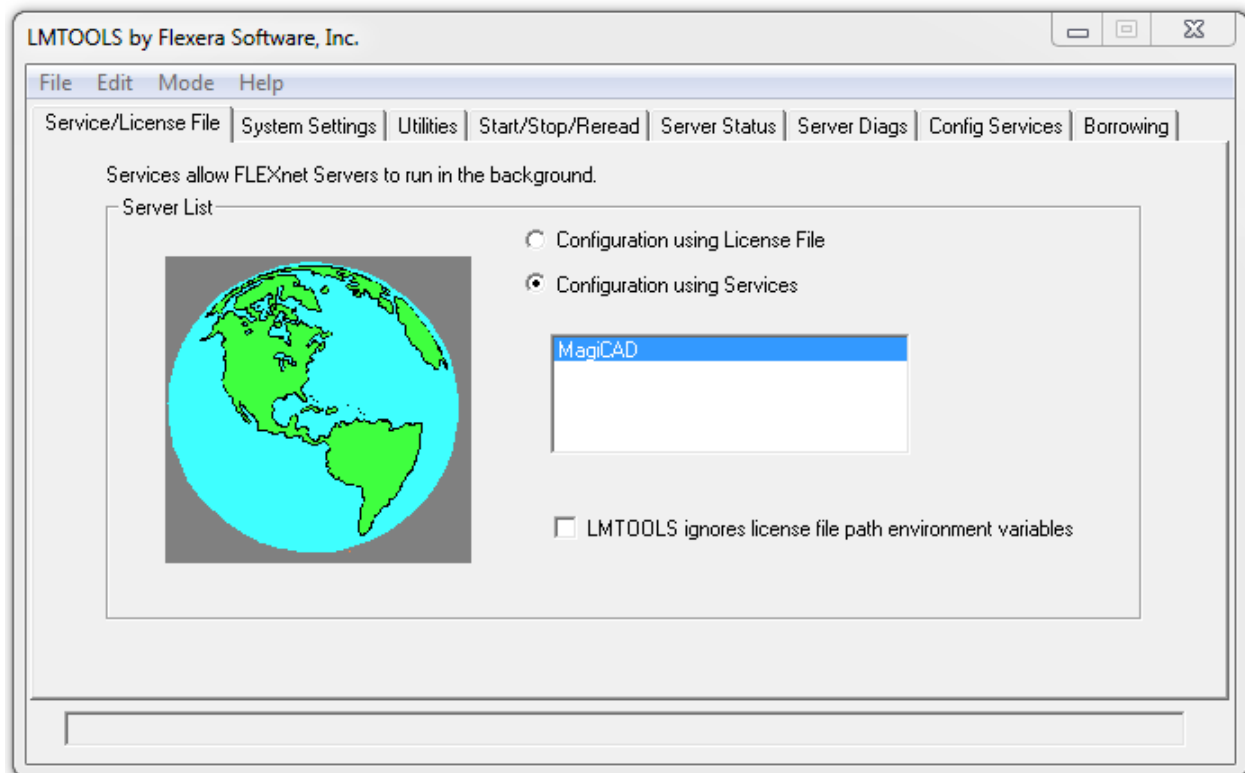 LMTOOLS by Flexera Software, Inc.
File Edit Mode Help
Service/License File System Settings Utilities Start/Stop/Reread Server Status Server Diags Config Services Borrowing
Services allow FLEXnet Servers to run in the background.
Server List
Configuration using License File
Configuration using Services
MagiCAD
LMTOOLS ignores license file path environment variables